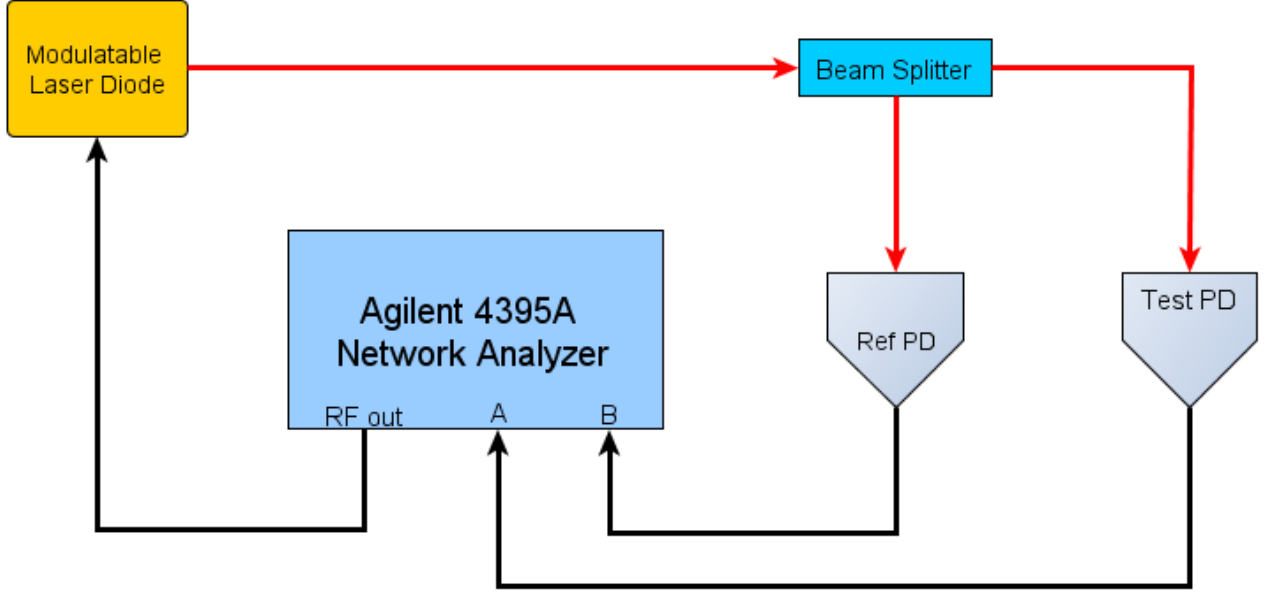 Modulatable
Laser Diode
Beam Splitter
Agilent 4395A
Network Analyzer
RF out
A
B
Ref PD
Test PD